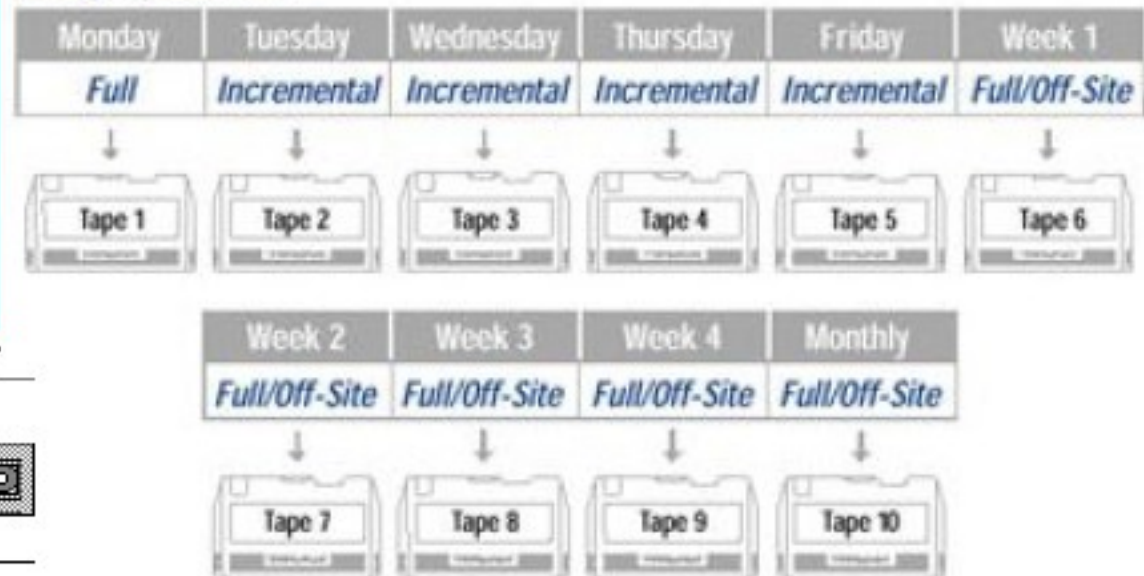 Monday Tuesday Wednesday Thursday Friday Week 1
Full Incremental Incremental Incremental Incremental Full/Off-Site
Tape 1 Tape 2 Tape 3 Tape 4 Tape 5 Tape 6
Week 2 Week 3 Week 4 Monthly
Full/Off-Site Full/Off-Site Full/Off-Site Full/Off-Site
Tape 7 Tape 8 Tape 9 Tape 10